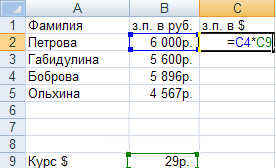 A B C
1 Фамилия з.п. в руб. з.п. в $
2 Петрова 6 000р. =C4*C9
3 Габидулина 5 600р.
4 Боброва 5 896р.
5 Ольхина 4 567р.
6
7
8
9 Курс $ 29р.